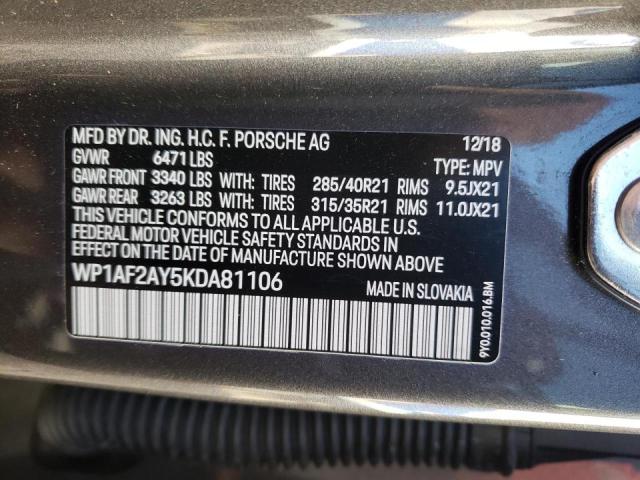 MFD BY DR. ING. H.C. F. PORSCHE AG 12/18
GVWR 6471 LBS TYPE: MPV
GAWR FRONT 3340 LBS WITH: TIRES 285/40R21 RIMS 9.5JX21
GAWR REAR 3263 LBS WITH: TIRES 315/35R21 RIMS 11.0JX21
THIS VEHICLE CONFORMS TO ALL APPLICABLE U.S.
FEDERAL MOTOR VEHICLE SAFETY STANDARDS IN
EFFECT ON THE DATE OF MANUFACTURE SHOWN ABOVE
WP1AF2AY5KDA81106 MADE IN SLOVAKIA
9Y0.010.016.BM